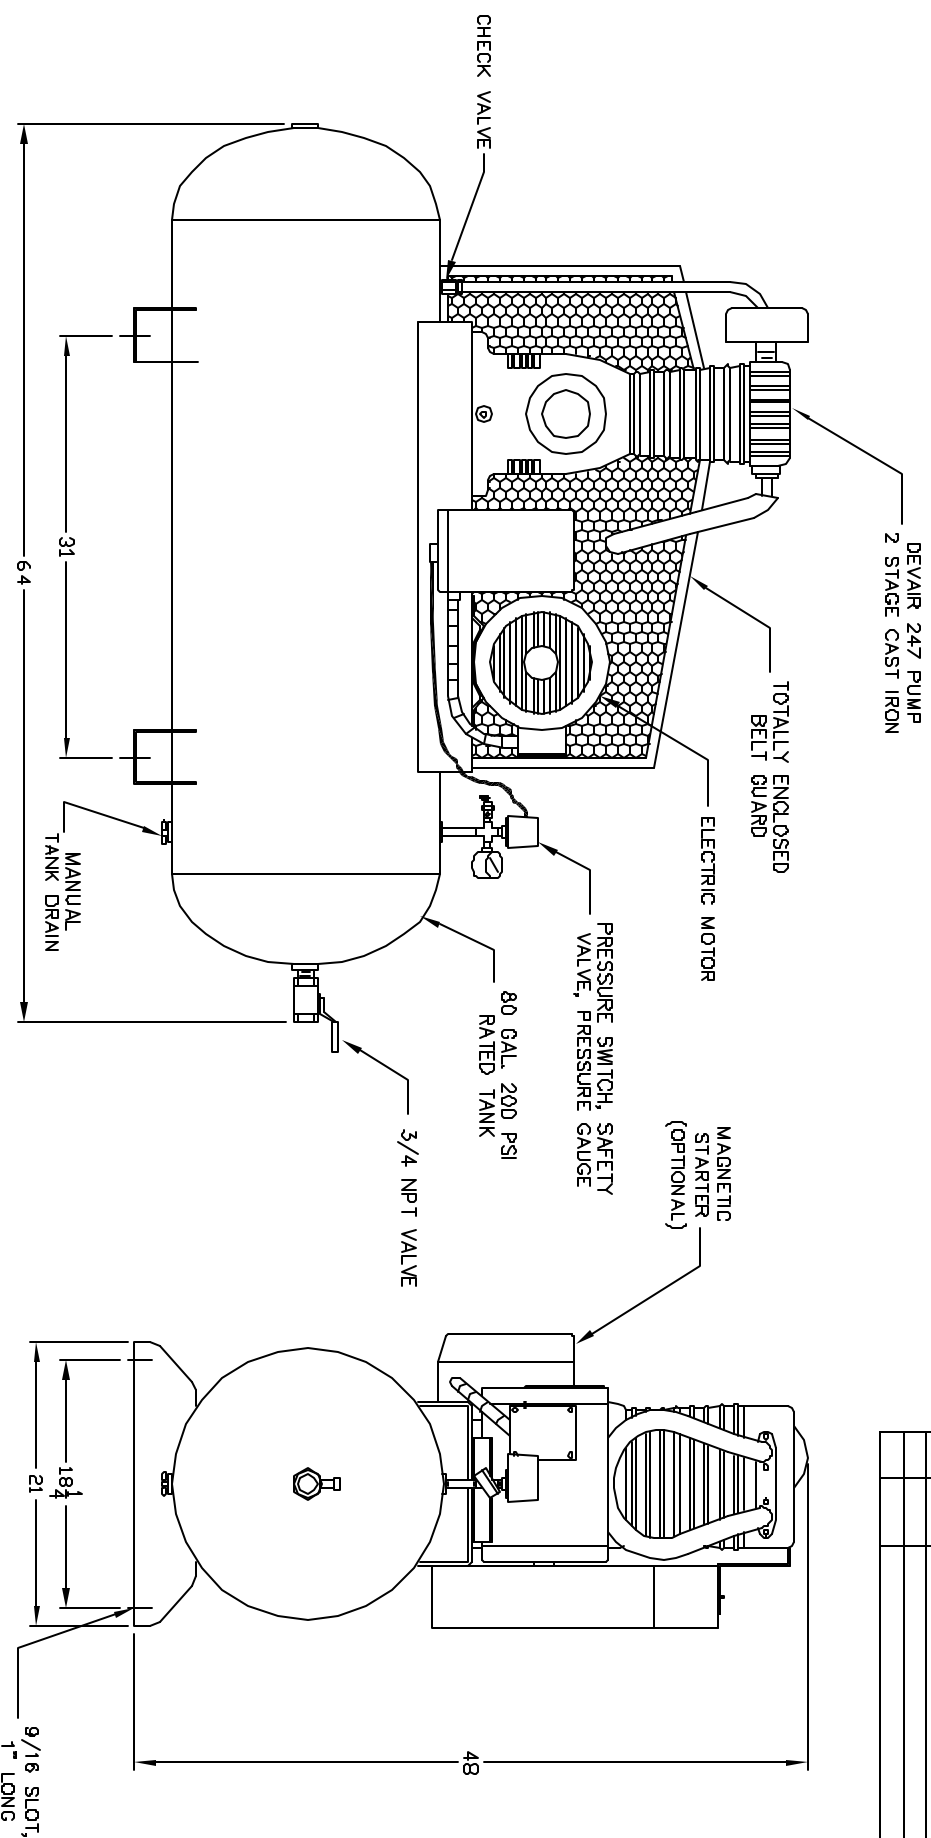 CHECK VALVE
DEVAIR 247 PUMP
2 STAGE CAST IRON
TOTALLY ENCLOSED
BELT GUARD
ELECTRIC MOTOR
PRESSURE SWITCH, SAFETY
VALVE, PRESSURE GAUGE
80 GAL. 200 PSI
RATED TANK
3/4 NPT VALVE
MANUAL
TANK DRAIN
31
64
MAGNETIC
STARTER
(OPTIONAL)
48
18 1/4
21
9/16 SLOT,
1" LONG